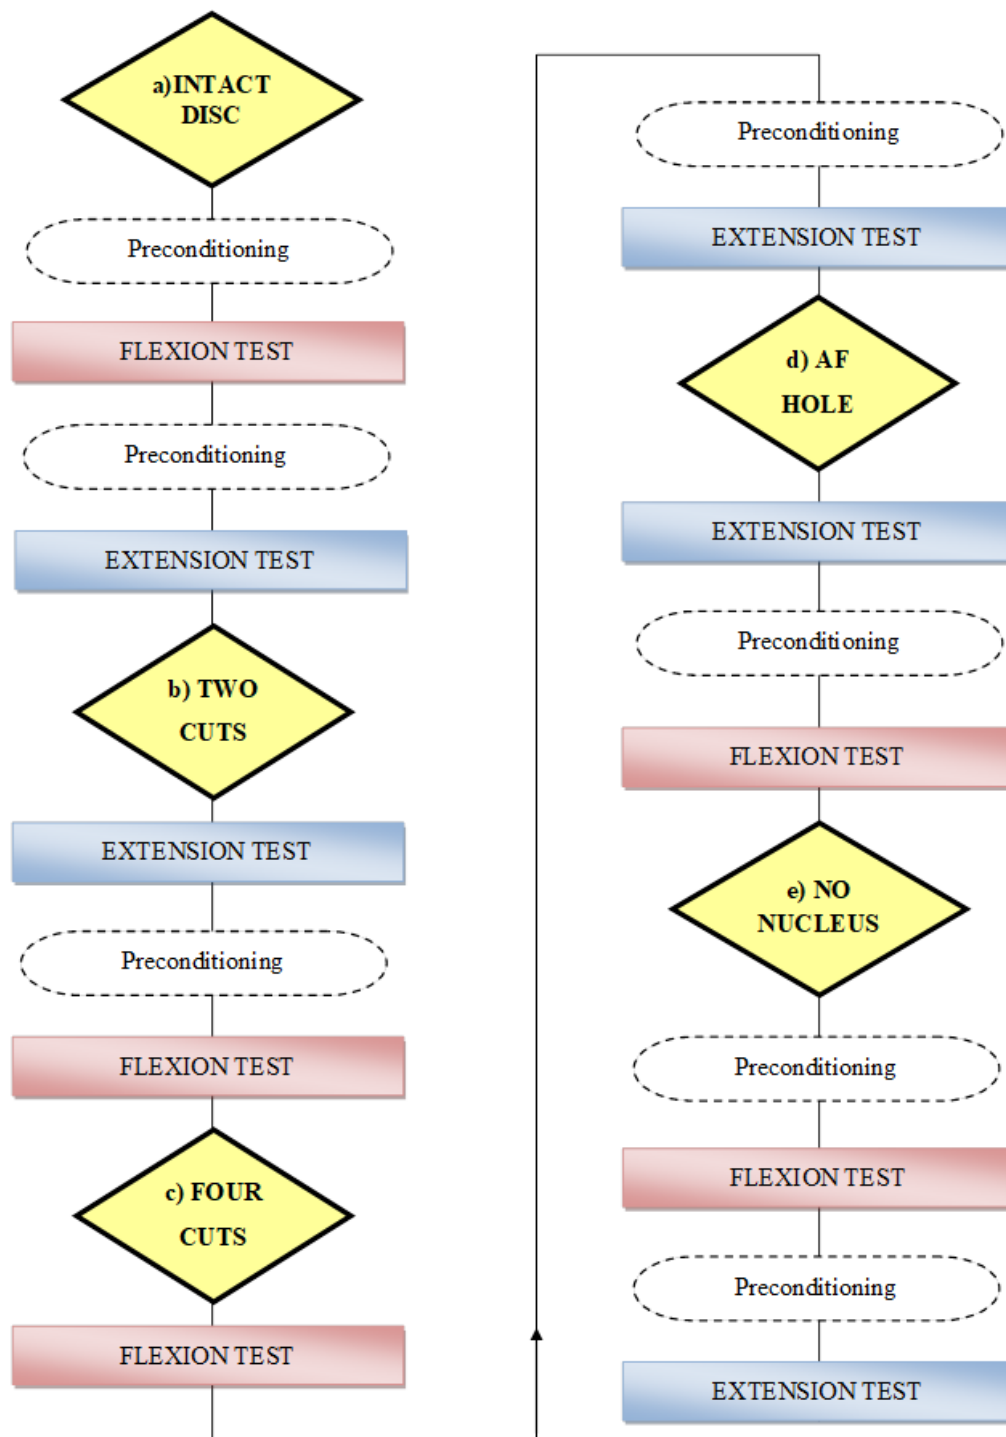 a)INTACT
DISC
Preconditioning
FLEXION TEST
Preconditioning
EXTENSION TEST
b) TWO
CUTS
EXTENSION TEST
Preconditioning
FLEXION TEST
c) FOUR
CUTS
FLEXION TEST
Preconditioning
EXTENSION TEST
d) AF
HOLE
EXTENSION TEST
Preconditioning
FLEXION TEST
e) NO
NUCLEUS
Preconditioning
FLEXION TEST
Preconditioning
EXTENSION TEST